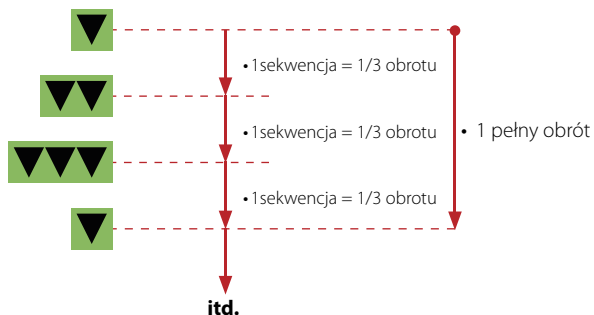 • 1sekwencja = 1/3 obrotu
• 1sekwencja = 1/3 obrotu
• 1 pełny obrót
• 1sekwencja = 1/3 obrotu
itd.